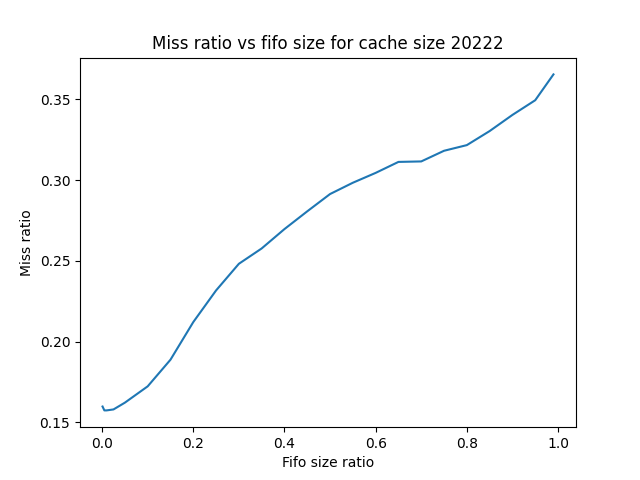 Miss ratio vs fifo size for cache size 20222
Miss ratio
0.35
0.30
0.25
0.20
0.15
0.0 0.2 0.4 0.6 0.8 1.0
Fifo size ratio